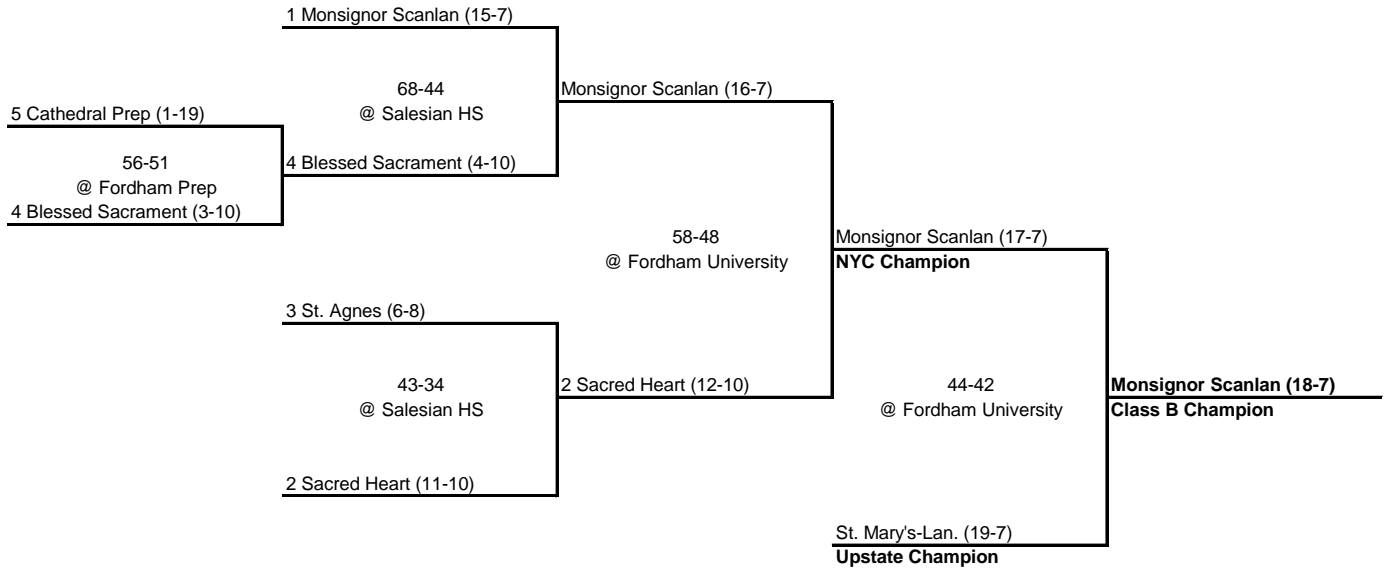 1 Monsignor Scanlan (15-7)
68-44
@ Salesian HS
Monsignor Scanlan (16-7)
5 Cathedral Prep (1-19)
56-51
@ Fordham Prep
4 Blessed Sacrament (4-10)
4 Blessed Sacrament (3-10)
58-48
@ Fordham University
Monsignor Scanlan (17-7)
NYC Champion
3 St. Agnes (6-8)
43-34
@ Salesian HS
2 Sacred Heart (12-10)
44-42
@ Fordham University
Monsignor Scanlan (18-7)
Class B Champion
2 Sacred Heart (11-10)
St. Mary's-Lan. (19-7)
Upstate Champion